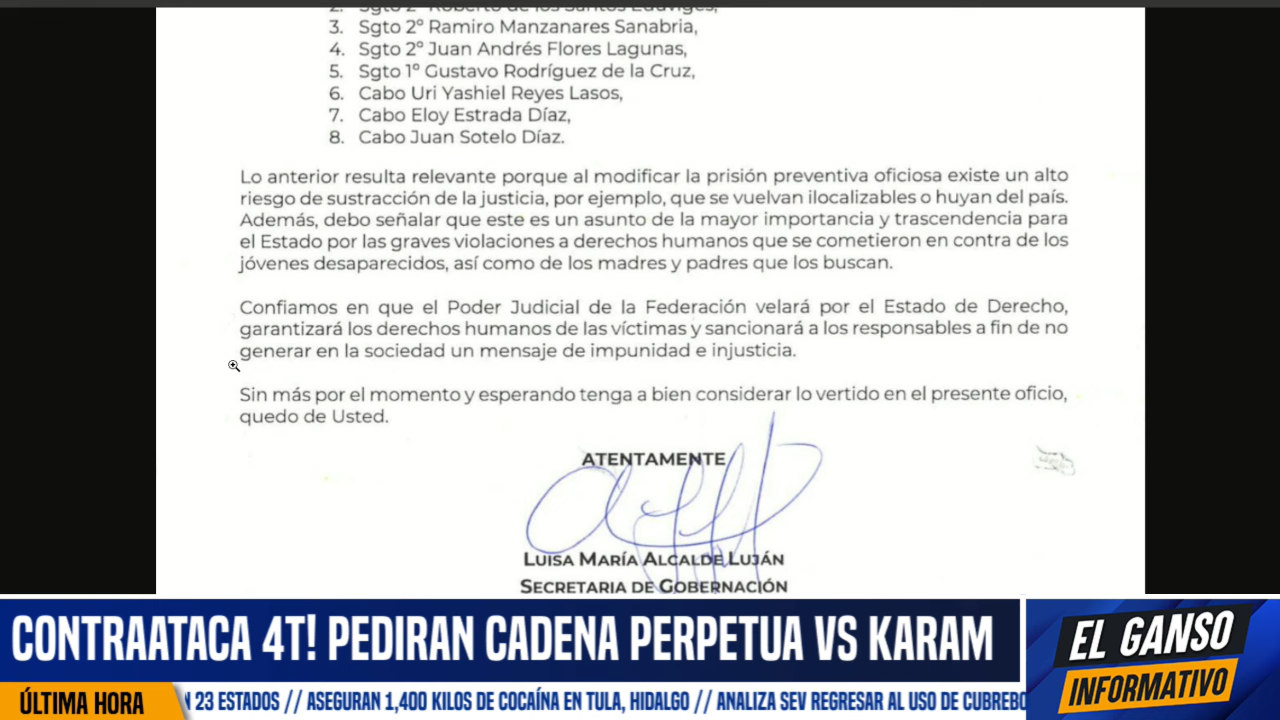 2. Sgto 2º Roberto de los Santos Eduviges,
3. Sgto 2º Ramiro Manzanares Sanabria,
4. Sgto 2º Juan Andrés Flores Lagunas,
5. Sgto 1º Gustavo Rodríguez de la Cruz,
6. Cabo Uri Yashiel Reyes Lasos,
7. Cabo Eloy Estrada Díaz,
8. Cabo Juan Sotelo Díaz.
Lo anterior resulta relevante porque al modificar la prisión preventiva oficiosa existe un alto
riesgo de sustracción de la justicia, por ejemplo, que se vuelvan ilocalizables o huyan del país.
Además, debo señalar que este es un asunto de la mayor importancia y trascendencia para
el Estado por las graves violaciones a derechos humanos que se cometieron en contra de los
jóvenes desaparecidos, así como de los madres y padres que los buscan.
Confiamos en que el Poder Judicial de la Federación velará por el Estado de Derecho,
garantizará los derechos humanos de las víctimas y sancionará a los responsables a fin de no
generar en la sociedad un mensaje de impunidad e injusticia.
Sin más por el momento y esperando tenga a bien considerar lo vertido en el presente oficio,
quedo de Usted.
ATENTAMENTE
LUISA MARÍA ALCALDE LUJÁN
SECRETARIA DE GOBERNACIÓN
CONTRAATACA 4T! PEDIRAN CADENA PERPETUA VS KARAM
EL GANSO
INFORMATIVO
ÚLTIMA HORA
N 23 ESTADOS // ASEGURAN 1,400 KILOS DE COCAÍNA EN TULA, HIDALGO // ANALIZA SEV REGRESAR AL USO DE CUBREBO